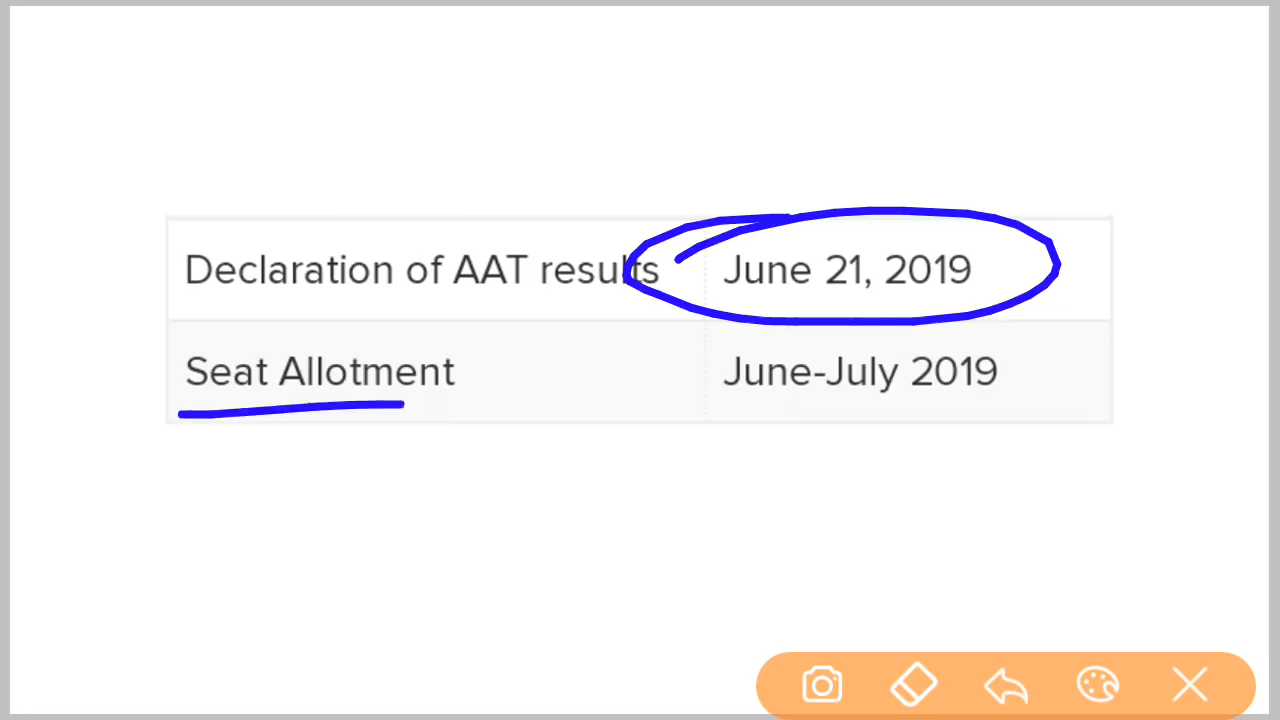 Declaration of AAT results June 21, 2019
Seat Allotment June-July 2019